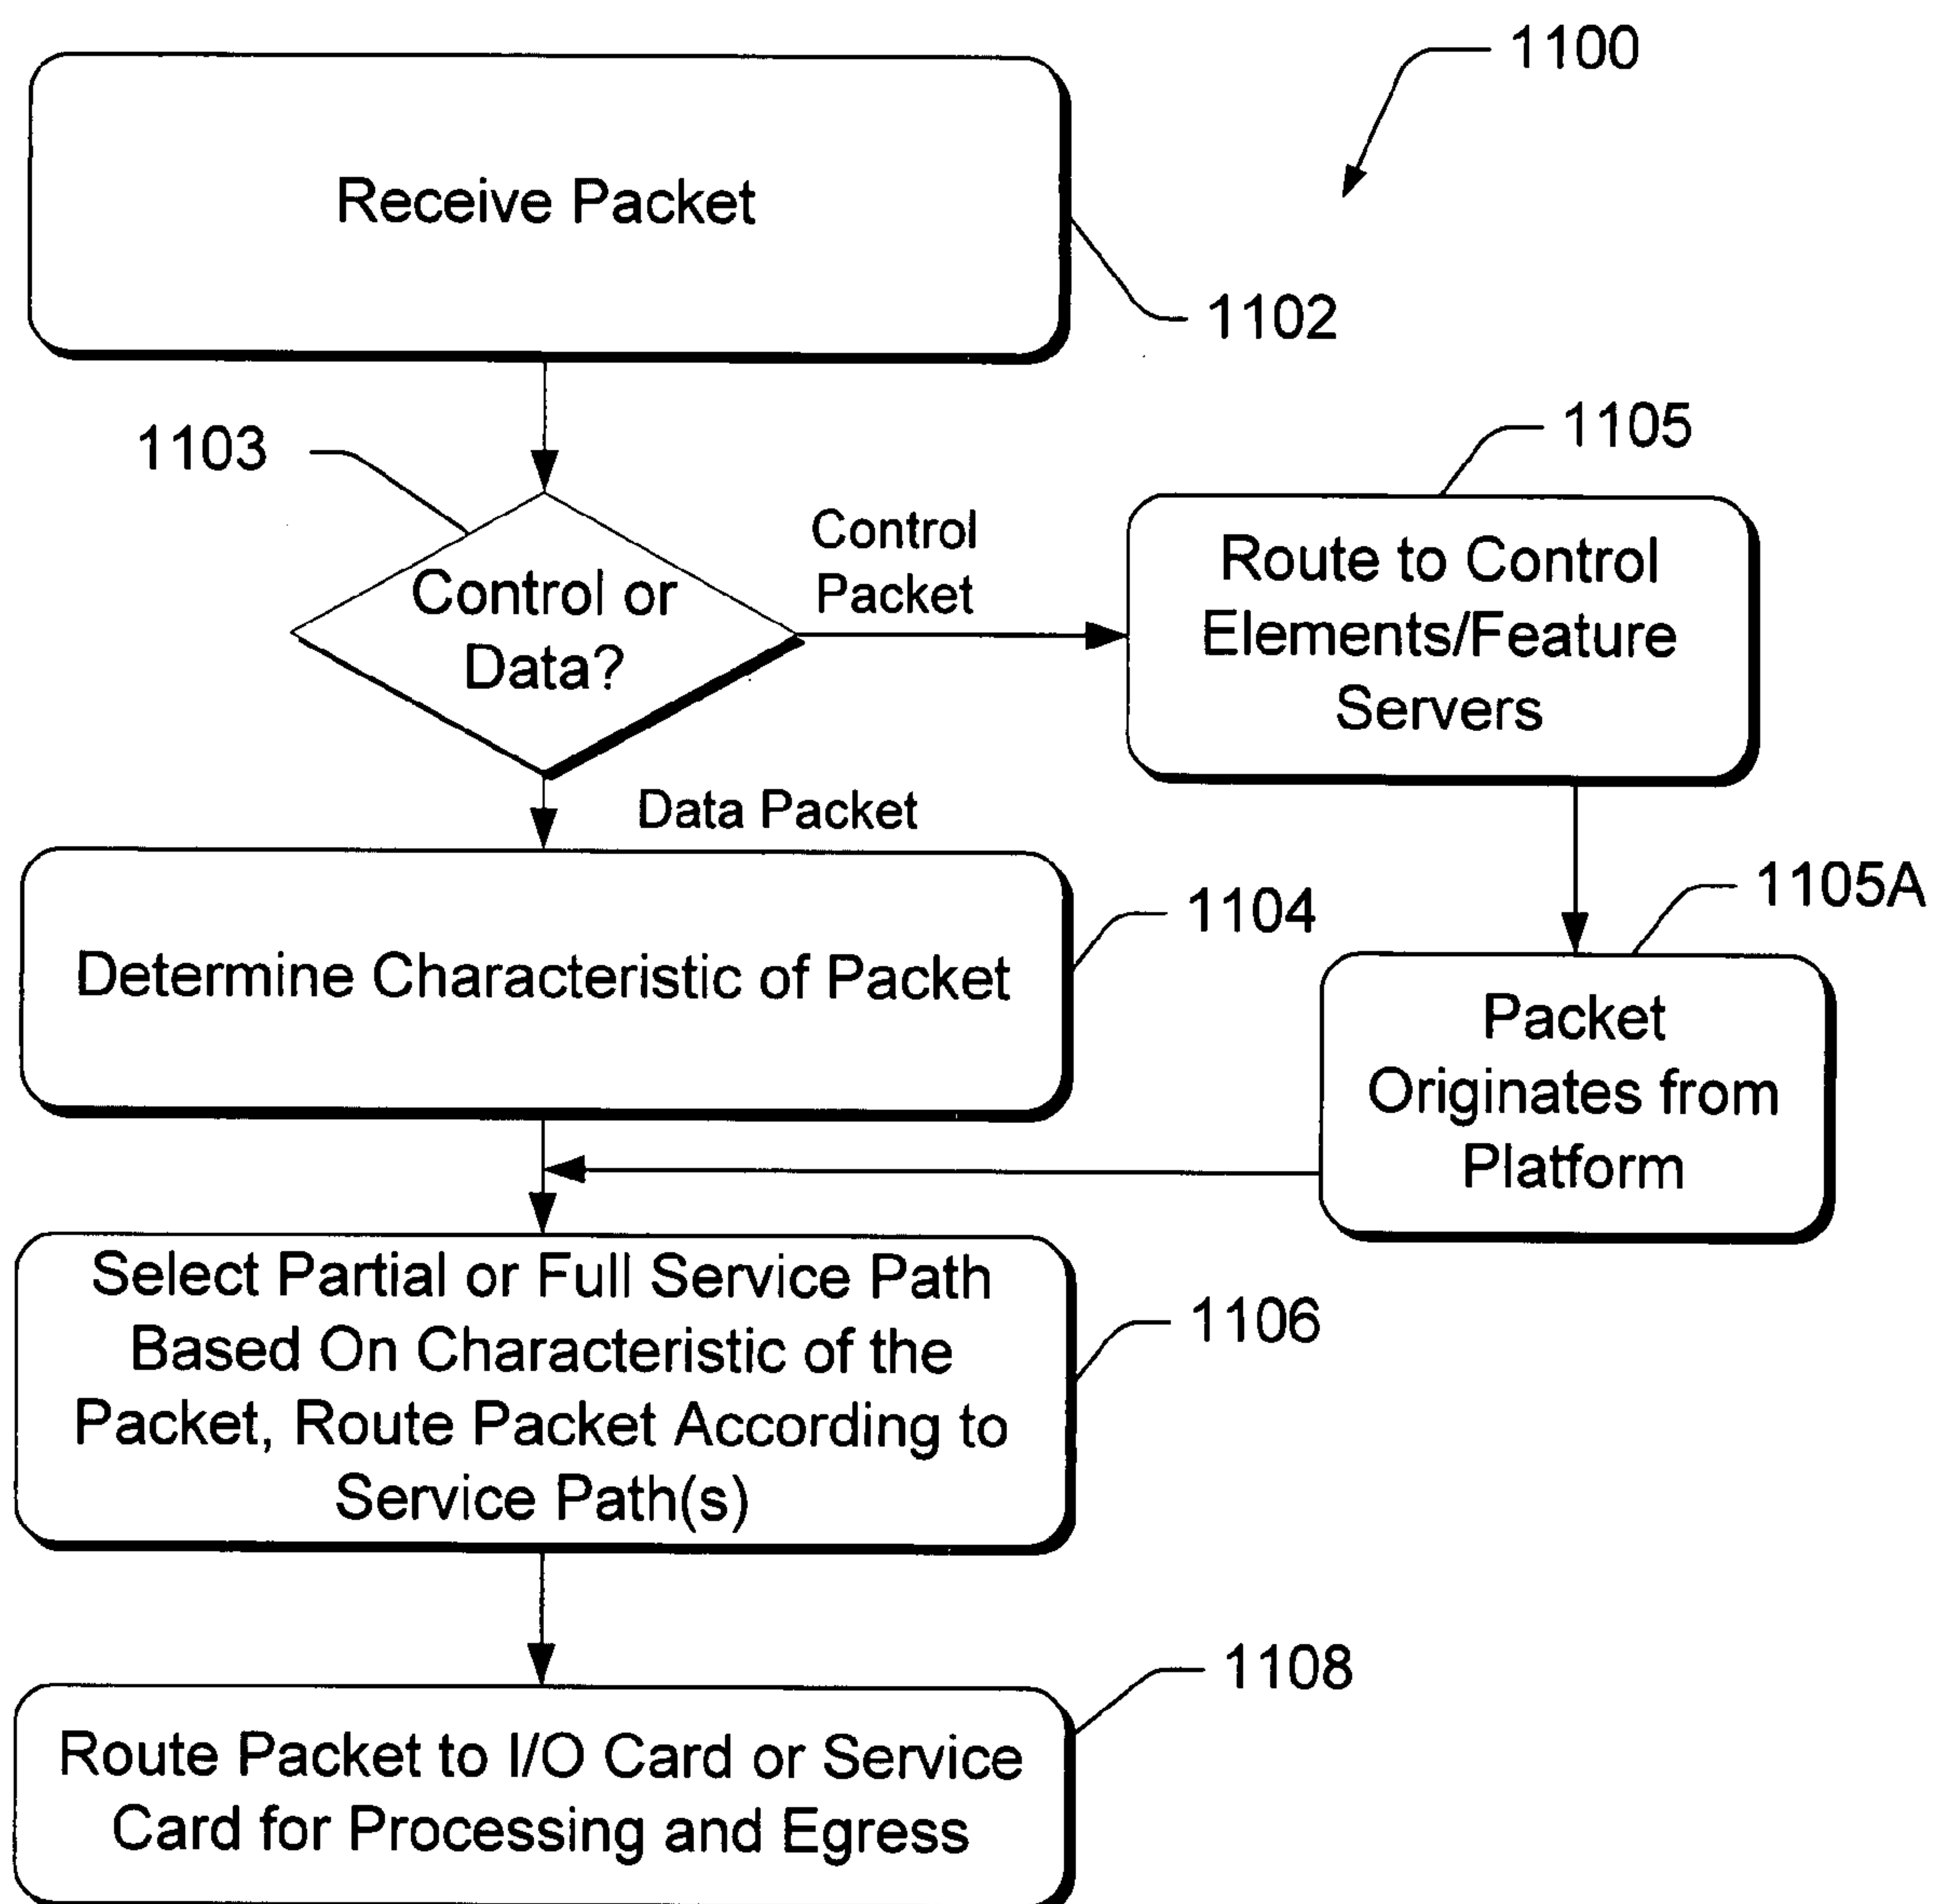 1100
Receive Packet
1102
1103
1105
Control or
Data?
Control
Packet
Route to Control
Elements/Feature
Servers
Data Packet
1104
1105A
Determine Characteristic of Packet
Packet
Originates from
Platform
Select Partial or Full Service Path
Based On Characteristic of the
Packet, Route Packet According to
Service Path(s)
1106
1108
Route Packet to I/O Card or Service
Card for Processing and Egress